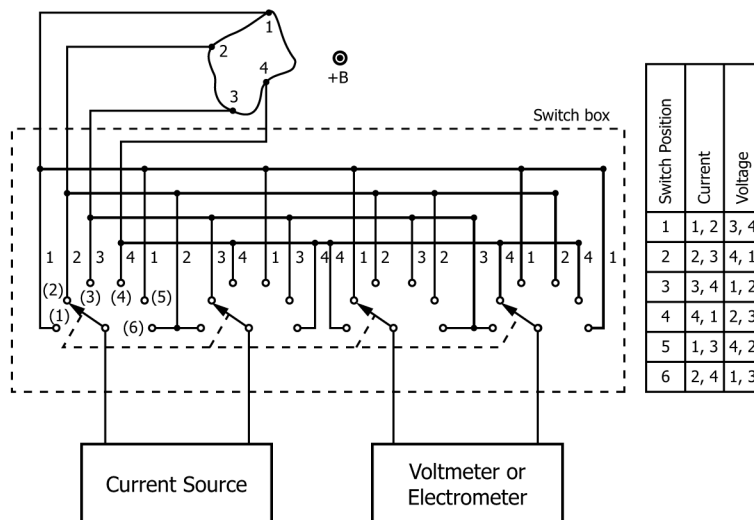 1
2
4
3
+B
Switch box
1 2 3 4 1 2 3 4 1 3 4 4 1 2 3 2 3 4 1 2 4 1
(2) (3) (4) (5)
(1) (6)
Current Source
Voltmeter or
Electrometer
Switch Position Current Voltage
1 1, 2 3, 4
2 2, 3 4, 1
3 3, 4 1, 2
4 4, 1 2, 3
5 1, 3 4, 2
6 2, 4 1, 3